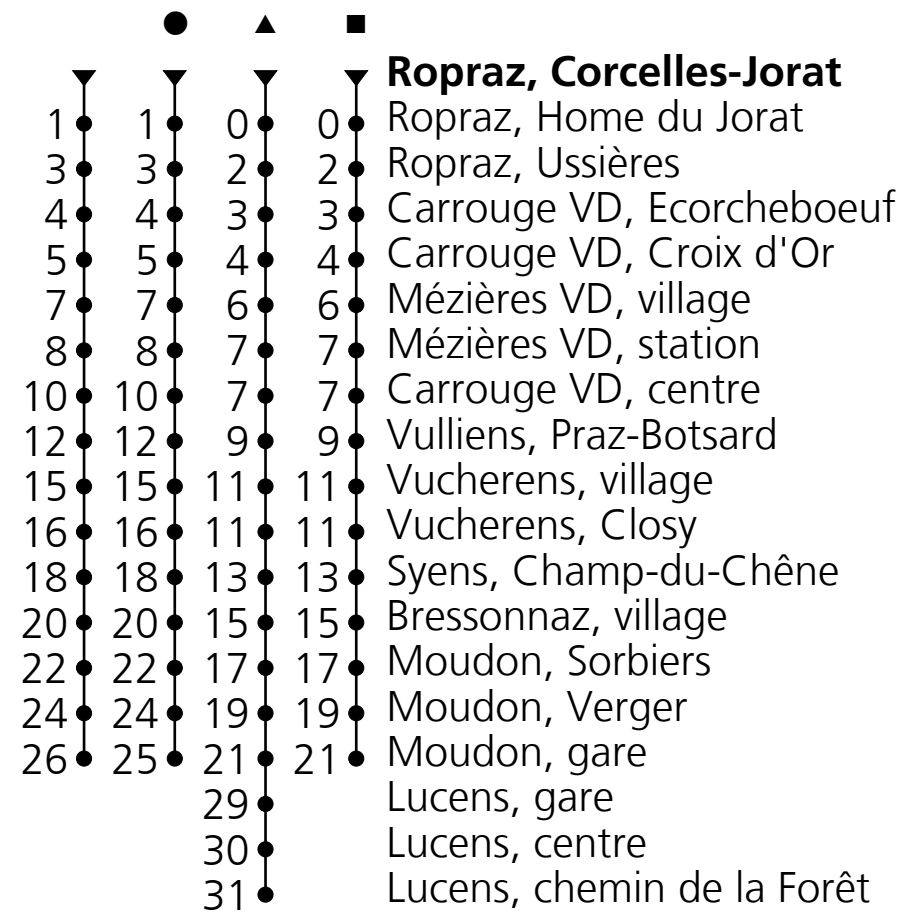 ● ▲ ■
Ropraz, Corcelles-Jorat
1 1 0 0 Ropraz, Home du Jorat
3 3 2 2 Ropraz, Ussières
4 4 3 3 Carrouge VD, Ecorcheboeuf
5 5 4 4 Carrouge VD, Croix d'Or
7 7 6 6 Mézières VD, village
8 8 7 7 Mézières VD, station
10 10 7 7 Carrouge VD, centre
12 12 9 9 Vulliens, Praz-Botsard
15 15 11 11 Vucherens, village
16 16 11 11 Vucherens, Closy
18 18 13 13 Syens, Champ-du-Chêne
20 20 15 15 Bressonnaz, village
22 22 17 17 Moudon, Sorbiers
24 24 19 19 Moudon, Verger
26 25 21 21 Moudon, gare
29 Lucens, gare
30 Lucens, centre
31 Lucens, chemin de la Forêt